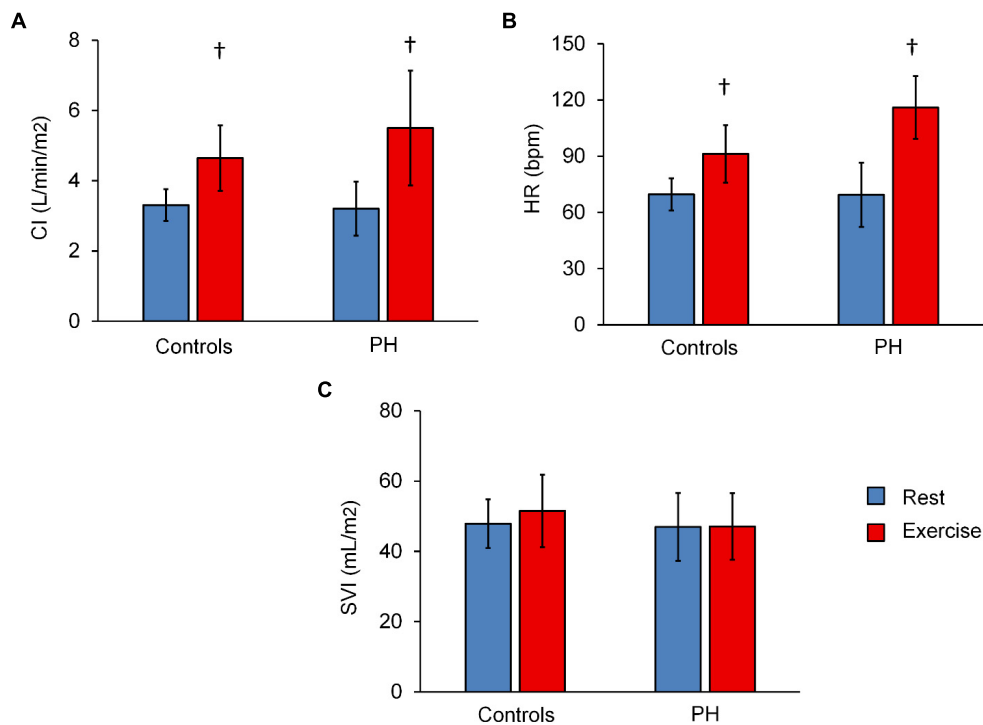 A
CI (L/min/m2)
8
6
4
2
0
†
†
Controls
PH
B
HR (bpm)
150
120
90
60
30
0
†
†
Controls
PH
C
SVI (mL/m2)
80
60
40
20
0
Controls
PH
Rest
Exercise